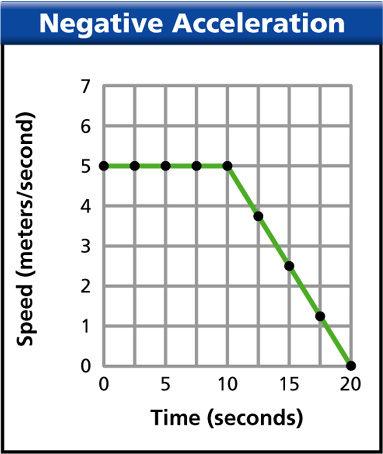 Negative Acceleration
Speed (meters/second)
7
6
5
4
3
2
1
0
0 5 10 15 20
Time (seconds)